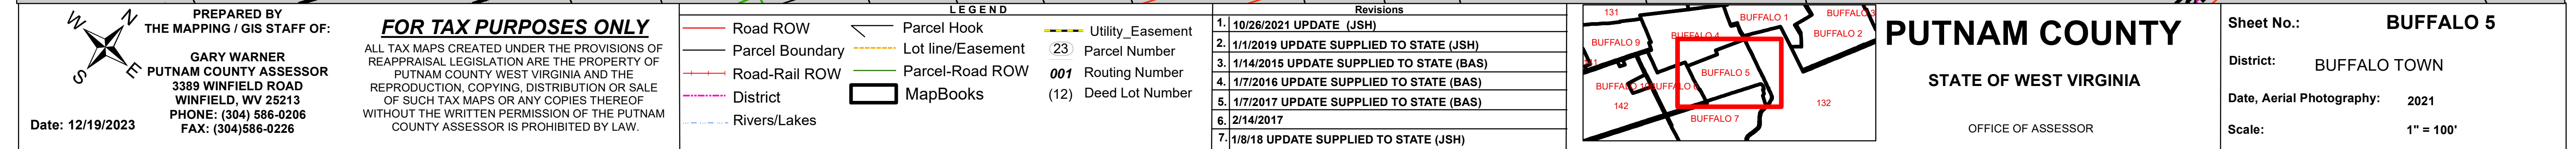 N
W
E
S
PREPARED BY
THE MAPPING / GIS STAFF OF:
GARY WARNER
PUTNAM COUNTY ASSESSOR
3389 WINFIELD ROAD
WINFIELD, WV 25213
PHONE: (304) 586-0206
FAX: (304)586-0226
Date: 12/19/2023
FOR TAX PURPOSES ONLY
ALL TAX MAPS CREATED UNDER THE PROVISIONS OF
REAPPRAISAL LEGISLATION ARE THE PROPERTY OF
PUTNAM COUNTY WEST VIRGINIA AND THE
REPRODUCTION, COPYING, DISTRIBUTION OR SALE
OF SUCH TAX MAPS OR ANY COPIES THEREOF
WITHOUT THE WRITTEN PERMISSION OF THE PUTNAM
COUNTY ASSESSOR IS PROHIBITED BY LAW.
LEGEND
Road ROW
Parcel Boundary
Road-Rail ROW
District
Rivers/Lakes
Parcel Hook
Lot line/Easement
Parcel-Road ROW
MapBooks
Utility_Easement
23 Parcel Number
001 Routing Number
(12) Deed Lot Number
Revisions
1. 10/26/2021 UPDATE (JSH)
2. 1/1/2019 UPDATE SUPPLIED TO STATE (JSH)
3. 1/14/2015 UPDATE SUPPLIED TO STATE (BAS)
4. 1/7/2016 UPDATE SUPPLIED TO STATE (BAS)
5. 1/7/2017 UPDATE SUPPLIED TO STATE (BAS)
6. 2/14/2017
7. 1/8/18 UPDATE SUPPLIED TO STATE (JSH)
131
BUFFALO 1
BUFFALO 3
BUFFALO 9
BUFFALO 4
BUFFALO 2
BUFFALO 5
142
132
BUFFALO 7
PUTNAM COUNTY
STATE OF WEST VIRGINIA
OFFICE OF ASSESSOR
Sheet No.: BUFFALO 5
District: BUFFALO TOWN
Date, Aerial Photography: 2021
Scale: 1" = 100'